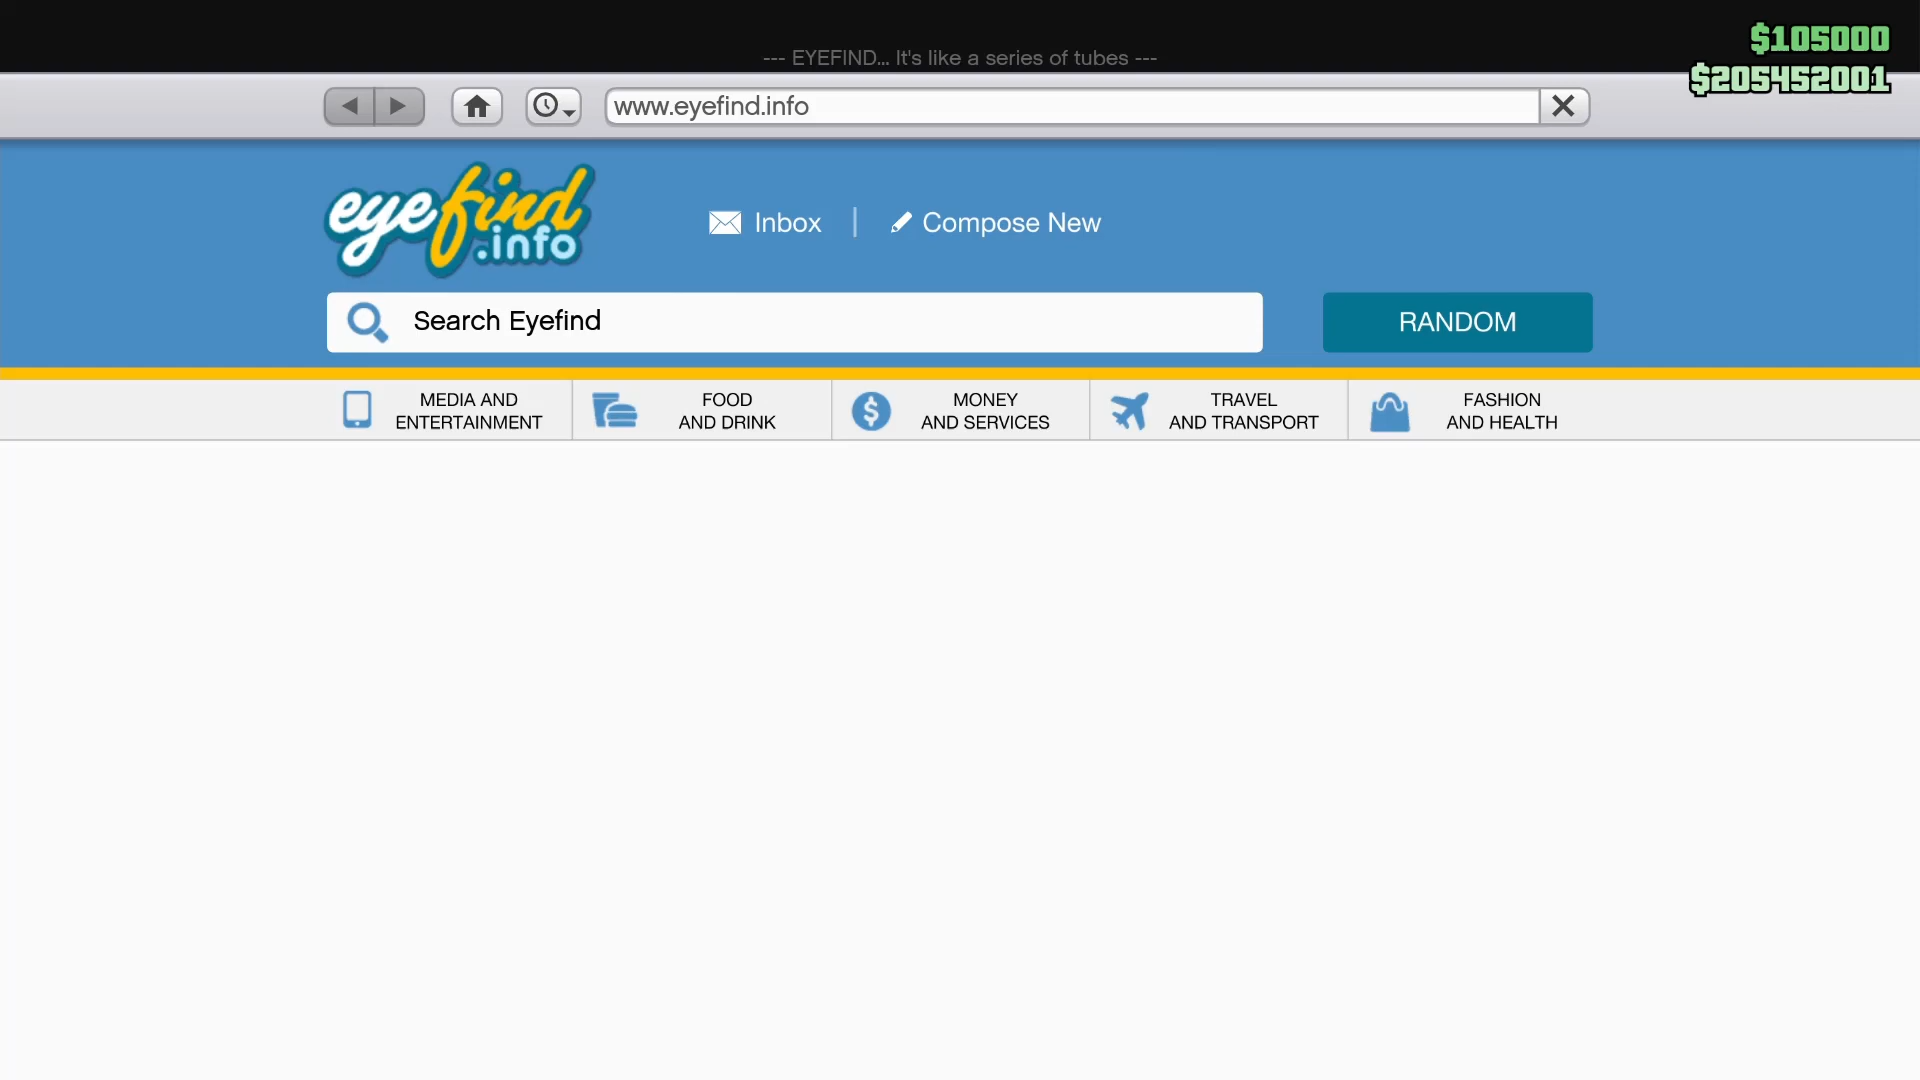 $105000
--- EYEFIND... It's like a series of tubes ---
$205452001
www.eyefind.info
eyefind
.info
Inbox | Compose New
Search Eyefind
RANDOM
MEDIA AND
ENTERTAINMENT
FOOD
AND DRINK
MONEY
AND SERVICES
TRAVEL
AND TRANSPORT
FASHION
AND HEALTH